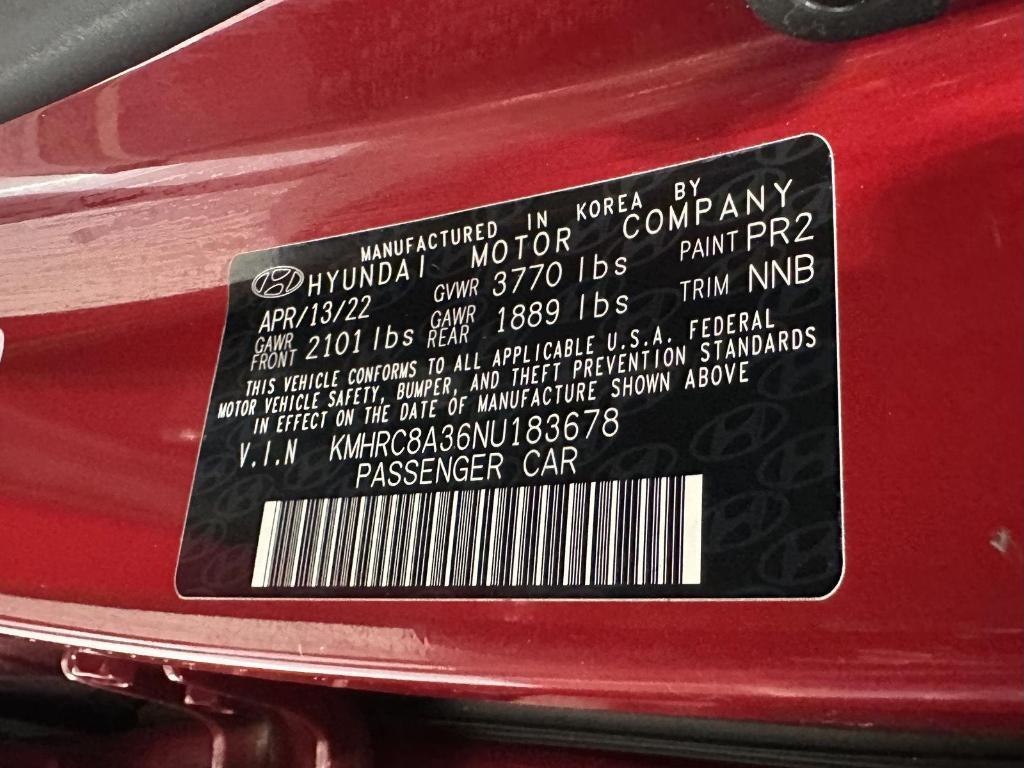 MANUFACTURED IN KOREA BY
HYUNDAI MOTOR COMPANY
APR/13/22 GVWR 3770 lbs PAINT PR2
GAWR FRONT 2101 lbs GAWR REAR 1889 lbs TRIM NNB
THIS VEHICLE CONFORMS TO ALL APPLICABLE U.S.A. FEDERAL
MOTOR VEHICLE SAFETY, BUMPER, AND THEFT PREVENTION STANDARDS
IN EFFECT ON THE DATE OF MANUFACTURE SHOWN ABOVE
V.I.N KMHRC8A36NU183678
PASSENGER CAR